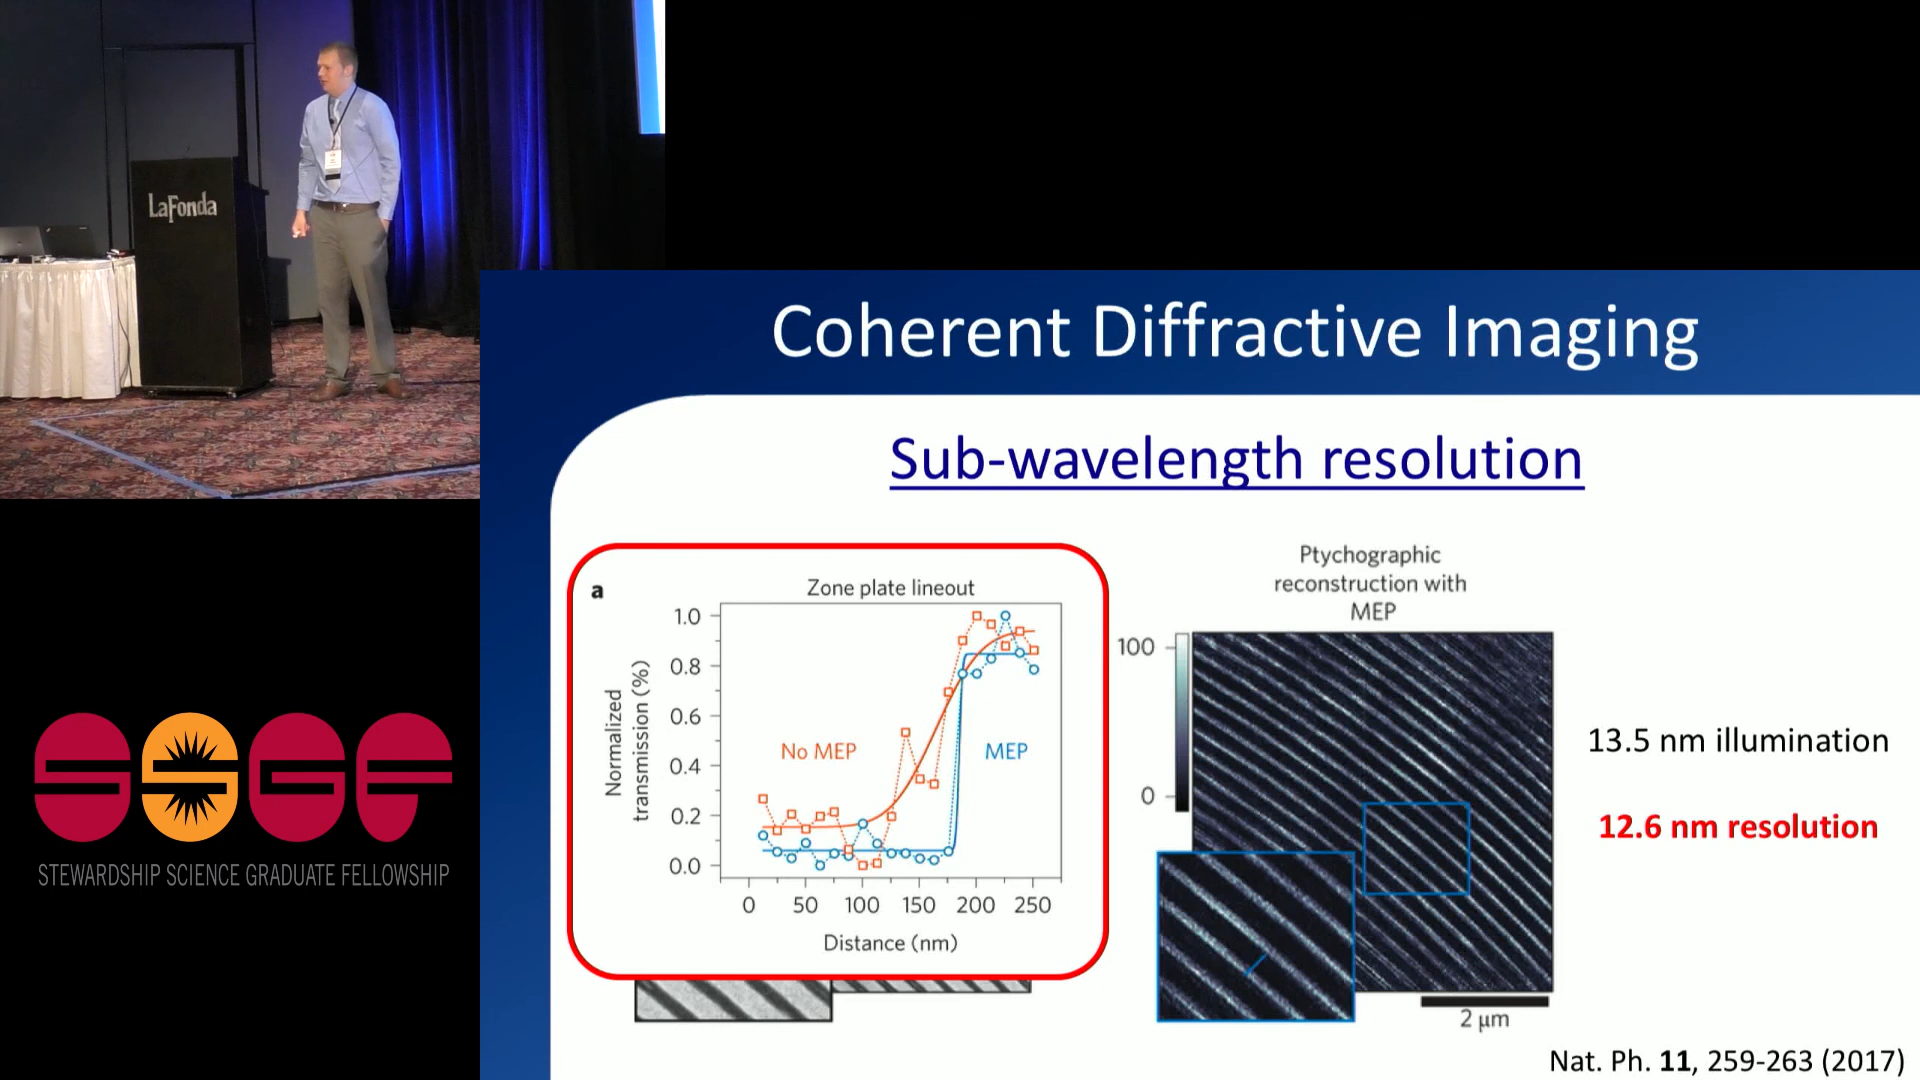 LaFonda
Coherent Diffractive Imaging
Sub-wavelength resolution
a
Zone plate lineout
Normalized
transmission (%)
1.0
0.8
0.6
0.4
0.2
0.0
No MEP
MEP
0 50 100 150 200 250
Distance (nm)
Ptychographic
reconstruction with
MEP
100
0
2 µm
13.5 nm illumination
12.6 nm resolution
Nat. Ph. 11, 259-263 (2017)
SSGF
STEWARDSHIP SCIENCE GRADUATE FELLOWSHIP